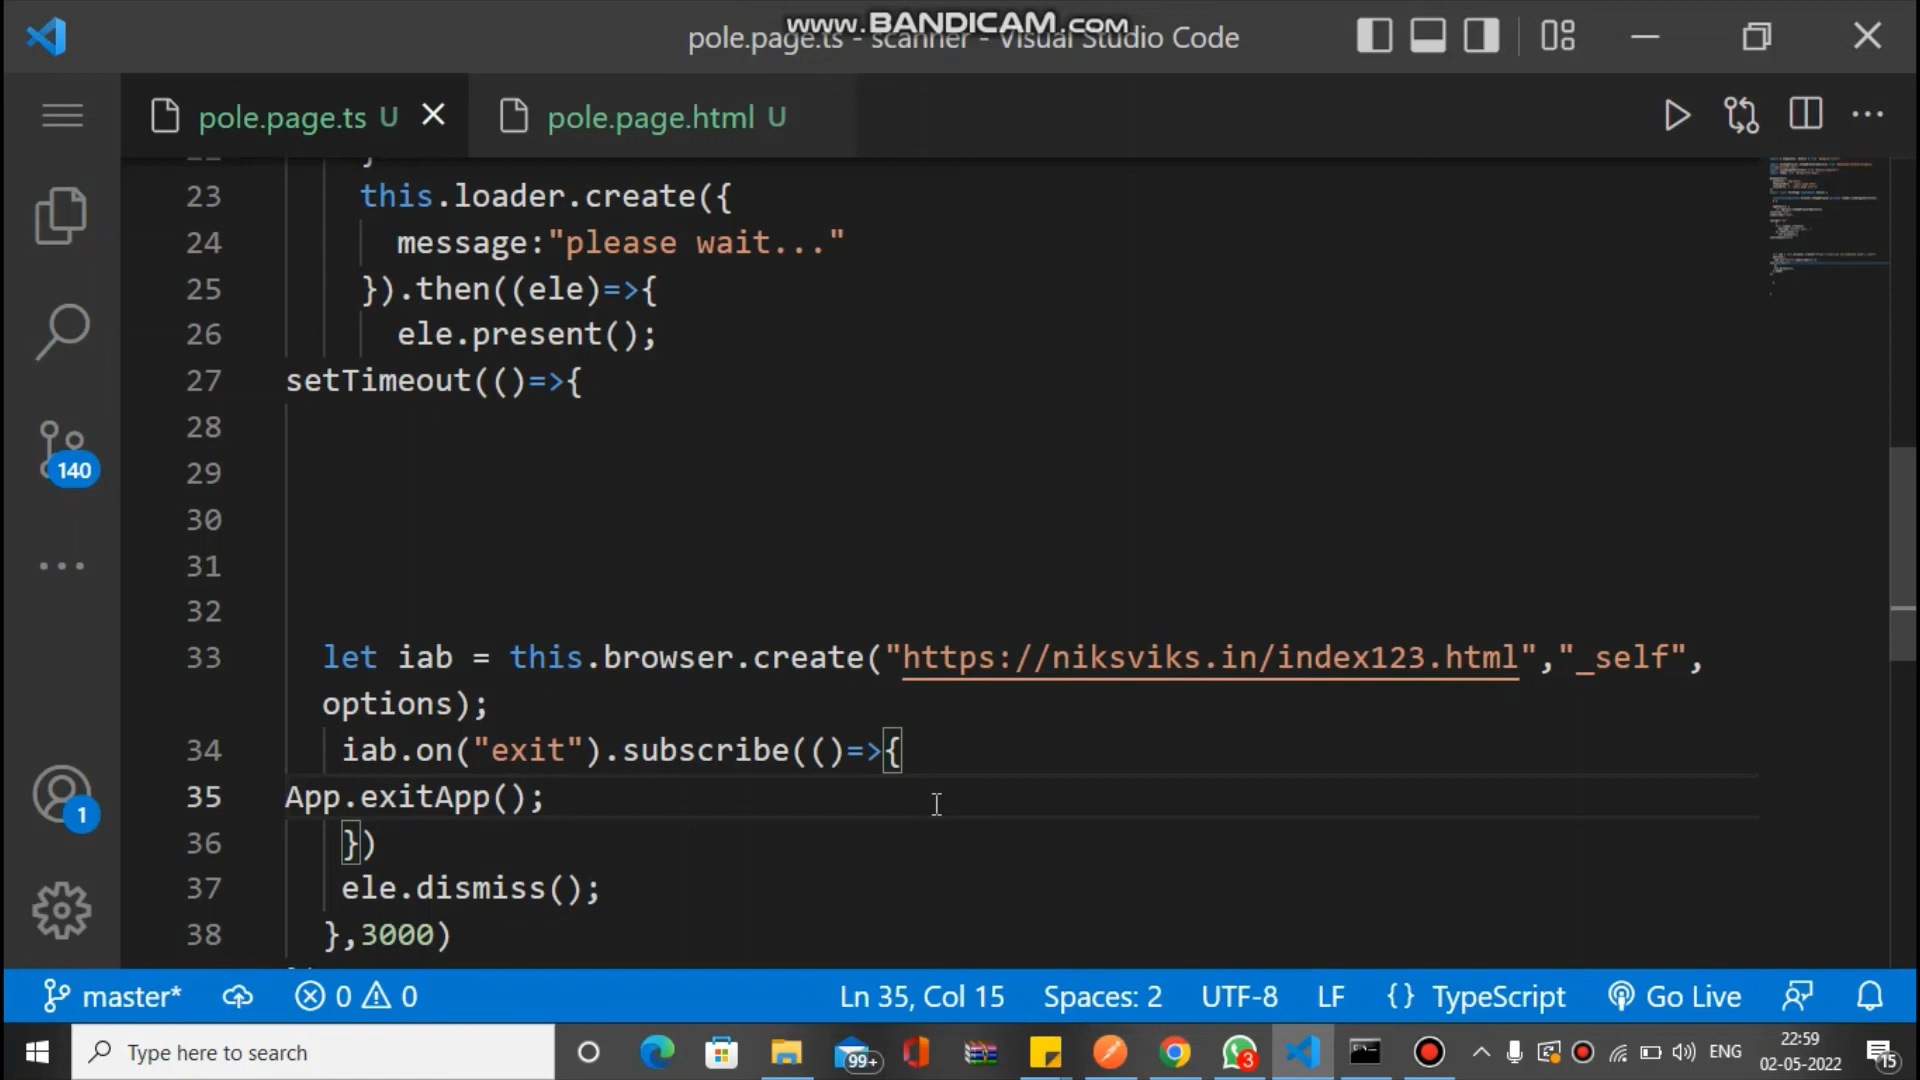 www.BANDICAM.com
pole.page.ts - scanner - Visual Studio Code
pole.page.ts U
pole.page.html U
23 this.loader.create({
24 message:"please wait..."
25 }).then((ele)=>{
26 ele.present();
27 setTimeout(()=>{
28
29
30
31
32
33 let iab = this.browser.create("https://niksviks.in/index123.html","_self",
options);
34 iab.on("exit").subscribe(()=>{
35 App.exitApp();
36 })
37 ele.dismiss();
38 },3000)
140
1
master* 0 0 Ln 35, Col 15 Spaces: 2 UTF-8 LF {} TypeScript Go Live
Type here to search
99+
3
ENG
22:59
02-05-2022
15